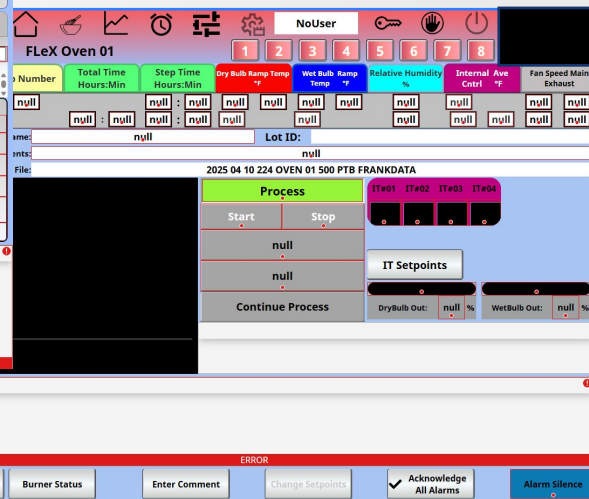 NoUser
FLeX Oven 01
1 2 3 4 5 6 7 8
Number
Total Time Hours:Min
Step Time Hours:Min
Dry Bulb Ramp Temp °F
Wet Bulb Ramp Temp °F
Relative Humidity %
Internal Ave Cntrl °F
Fan Speed Main Exhaust
null null : null null null null null null null null null
null : null null : null null null null null null null null
ame: null Lot ID:
nts: null
File: 2025 04 10 224 OVEN 01 500 PTB FRANKDATA
Process
IT#01 IT#02 IT#03 IT#04
Start Stop
null
IT Setpoints
null
Continue Process
DryBulb Out: null % WetBulb Out: null %
ERROR
Burner Status
Enter Comment
Change Setpoints
Acknowledge All Alarms
Alarm Silence